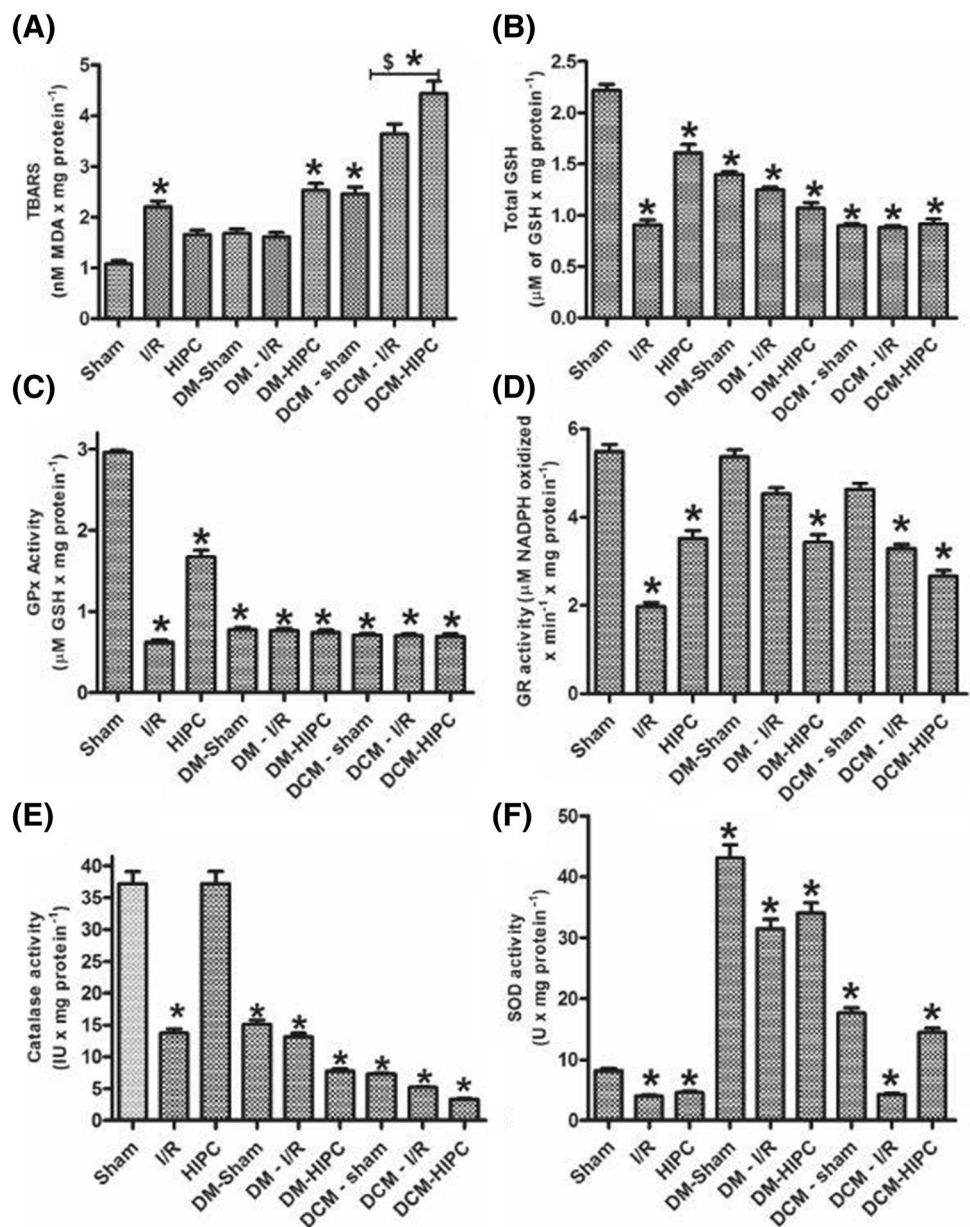 (A)
TBARS
(nM MDA x mg protein⁻¹)
5
4
3
2
1
0
*
*
*
$ *
Sham
I/R
HIPC
DM-Sham
DM - I/R
DM-HIPC
DCM - sham
DCM - I/R
DCM-HIPC
(B)
Total GSH
(μM of GSH x mg protein⁻¹)
2.5
2.0
1.5
1.0
0.5
0.0
*
*
*
*
*
*
*
*
Sham
I/R
HIPC
DM-Sham
DM - I/R
DM-HIPC
DCM - sham
DCM - I/R
DCM-HIPC
(C)
GPx Activity
(μM GSH x mg protein⁻¹)
3
2
1
0
*
*
*
*
*
*
*
*
Sham
I/R
HIPC
DM-Sham
DM - I/R
DM-HIPC
DCM - sham
DCM - I/R
DCM-HIPC
(D)
GR activity (μM NADPH oxidized
x min⁻¹ x mg protein⁻¹)
6
4
2
0
*
*
*
*
*
Sham
I/R
HIPC
DM-Sham
DM - I/R
DM-HIPC
DCM - sham
DCM - I/R
DCM-HIPC
(E)
Catalase activity
(IU x mg protein⁻¹)
40
35
30
25
20
15
10
5
0
*
*
*
*
*
*
*
Sham
I/R
HIPC
DM-Sham
DM - I/R
DM-HIPC
DCM - sham
DCM - I/R
DCM-HIPC
(F)
SOD activity
(U x mg protein⁻¹)
50
40
30
20
10
0
*
*
*
*
*
*
*
*
Sham
I/R
HIPC
DM-Sham
DM - I/R
DM-HIPC
DCM - sham
DCM - I/R
DCM-HIPC